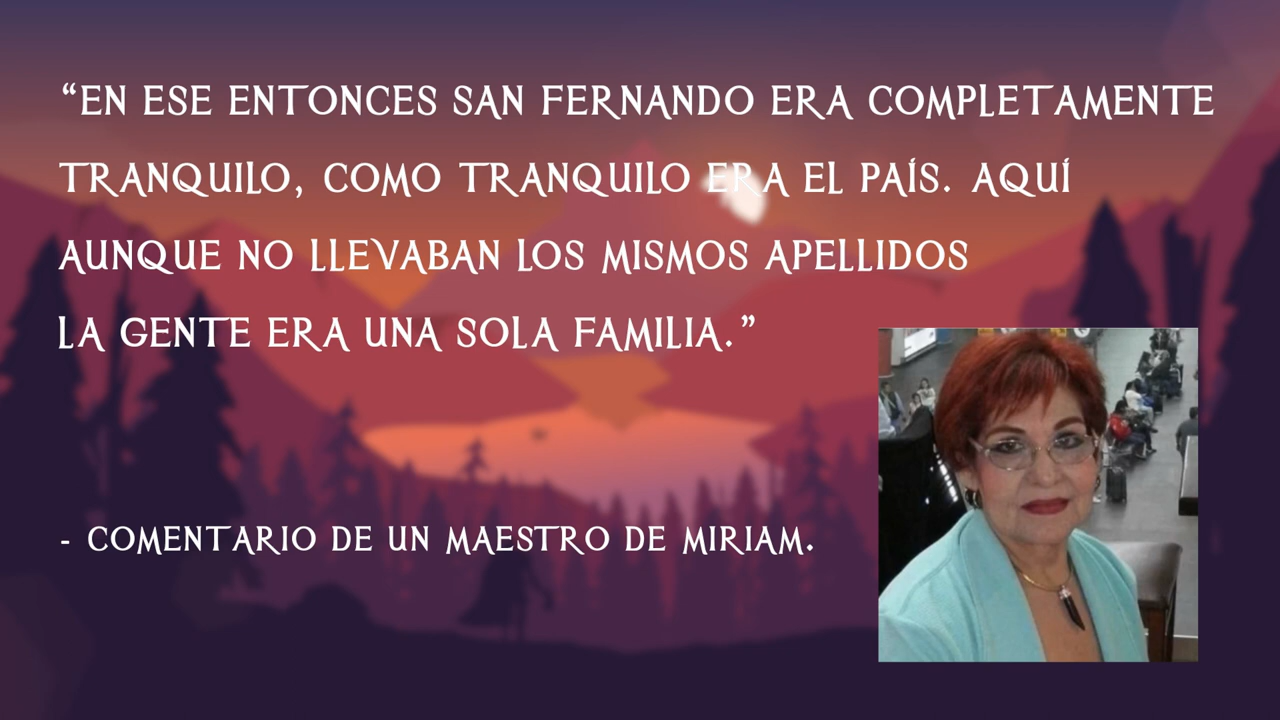 “EN ESE ENTONCES SAN FERNANDO ERA COMPLETAMENTE
TRANQUILO, COMO TRANQUILO ERA EL PAÍS. AQUÍ
AUNQUE NO LLEVABAN LOS MISMOS APELLIDOS
LA GENTE ERA UNA SOLA FAMILIA.”
- COMENTARIO DE UN MAESTRO DE MIRIAM.